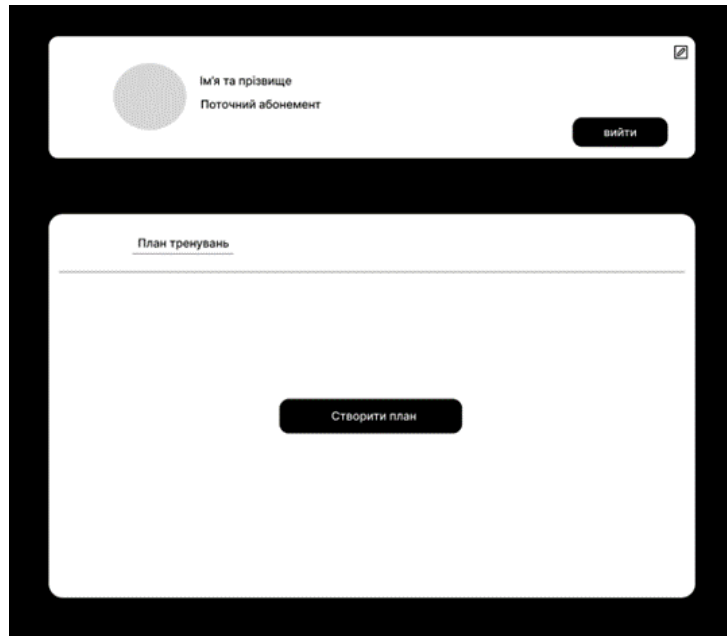 Ім'я та прізвище
Поточний абонемент
вийти
План тренувань
Створити план